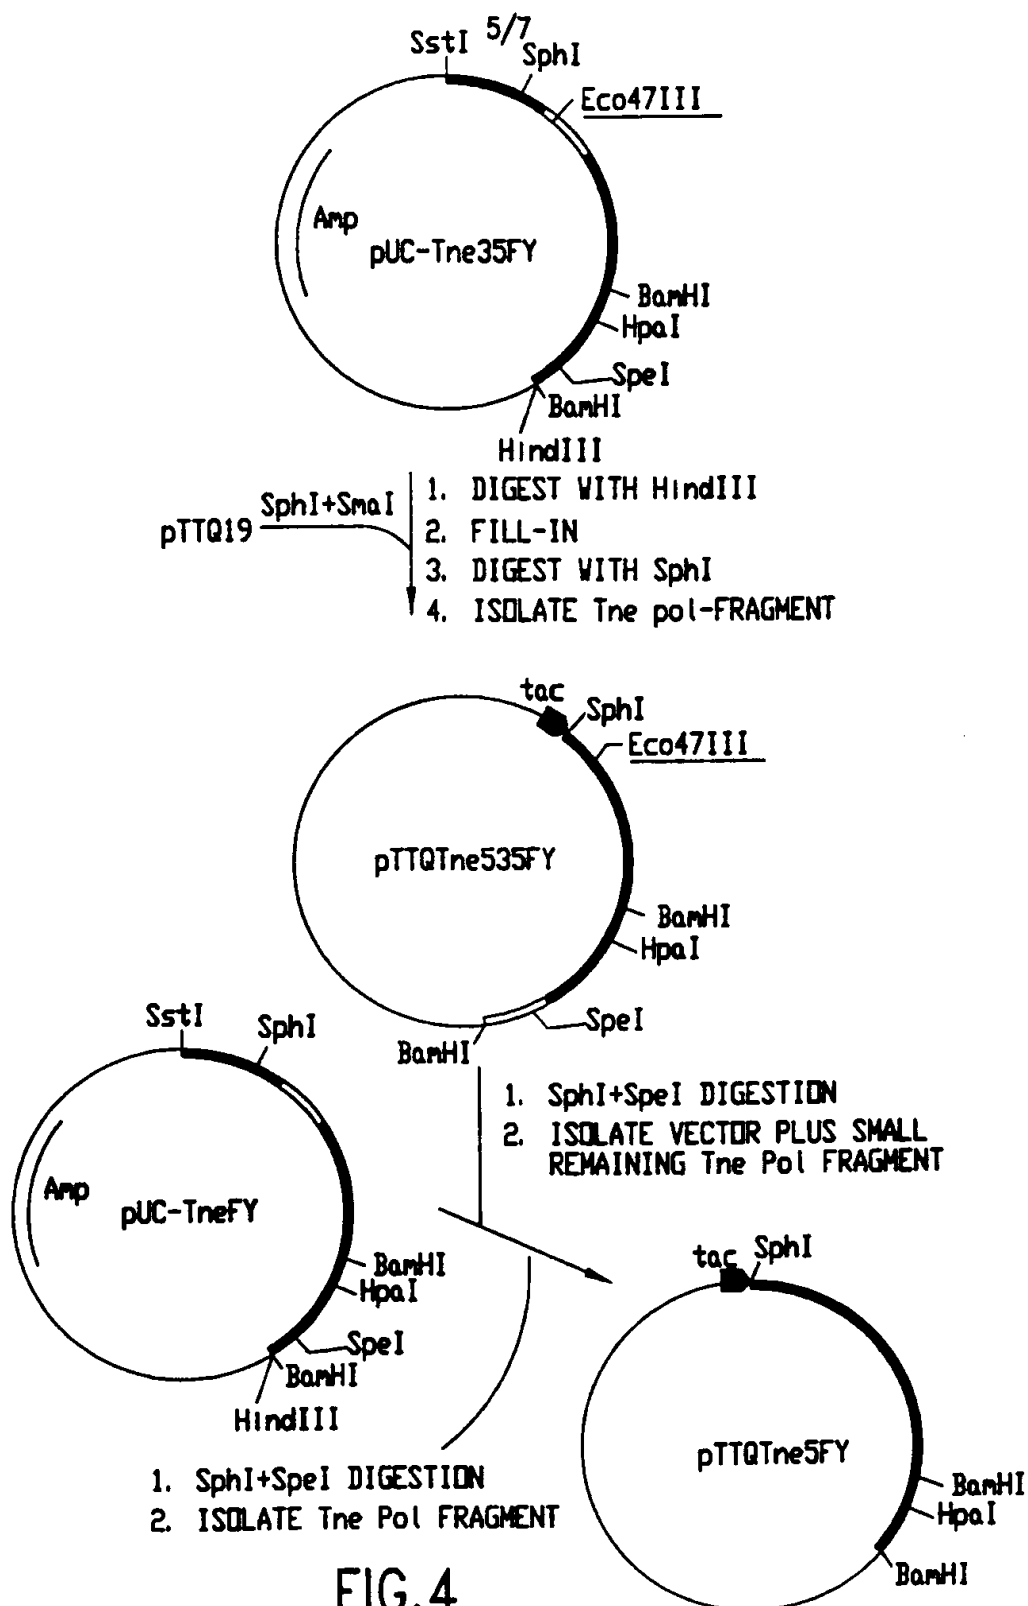 5/7
SstI
SphI
Eco47III
Amp
pUC-Tne35FY
BamHI
HpaI
SpeI
BamHI
HindIII
pTTQ19
SphI+SmaI
1. DIGEST WITH HindIII
2. FILL-IN
3. DIGEST WITH SphI
4. ISOLATE Tne pol-FRAGMENT
tac
SphI
Eco47III
pTTQTne535FY
BamHI
HpaI
SpeI
BamHI
1. SphI+SpeI DIGESTION
2. ISOLATE VECTOR PLUS SMALL
REMAINING Tne Pol FRAGMENT
SstI
SphI
Amp
pUC-TneFY
BamHI
HpaI
SpeI
BamHI
HindIII
1. SphI+SpeI DIGESTION
2. ISOLATE Tne Pol FRAGMENT
tac
SphI
pTTQTne5FY
BamHI
HpaI
BamHI
FIG.4